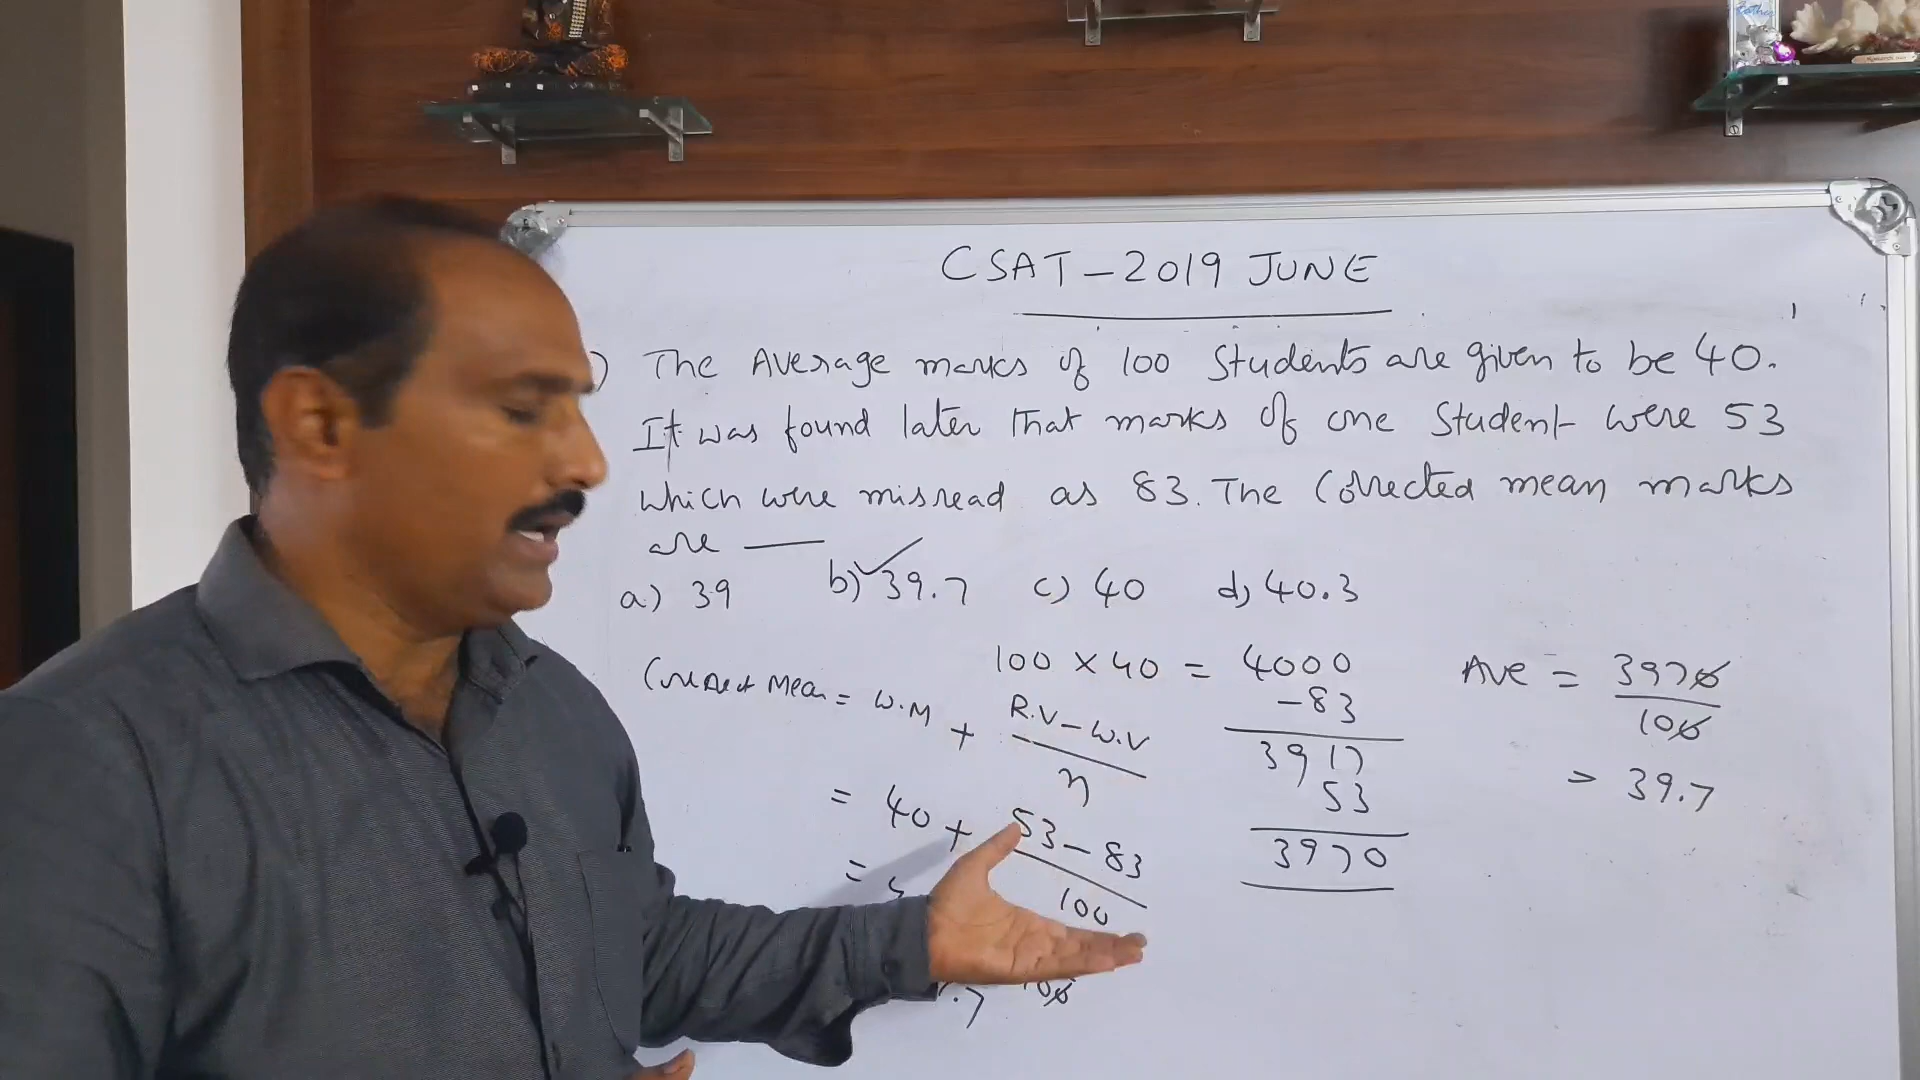 CSAT - 2019 JUNE
) The Average marks of 100 Students are given to be 40.
It was found later that marks of one Student were 53
which were misread as 83. The Corrected mean marks
are —
a) 39 b) 39.7 c) 40 d) 40.3
100 × 40 = 4000
- 83
3917
53
3970
Correct Mean = W.M + R.V - W.V
n
= 40 + 53 - 83
100
=
.7 100
Ave = 3970
100
= 39.7